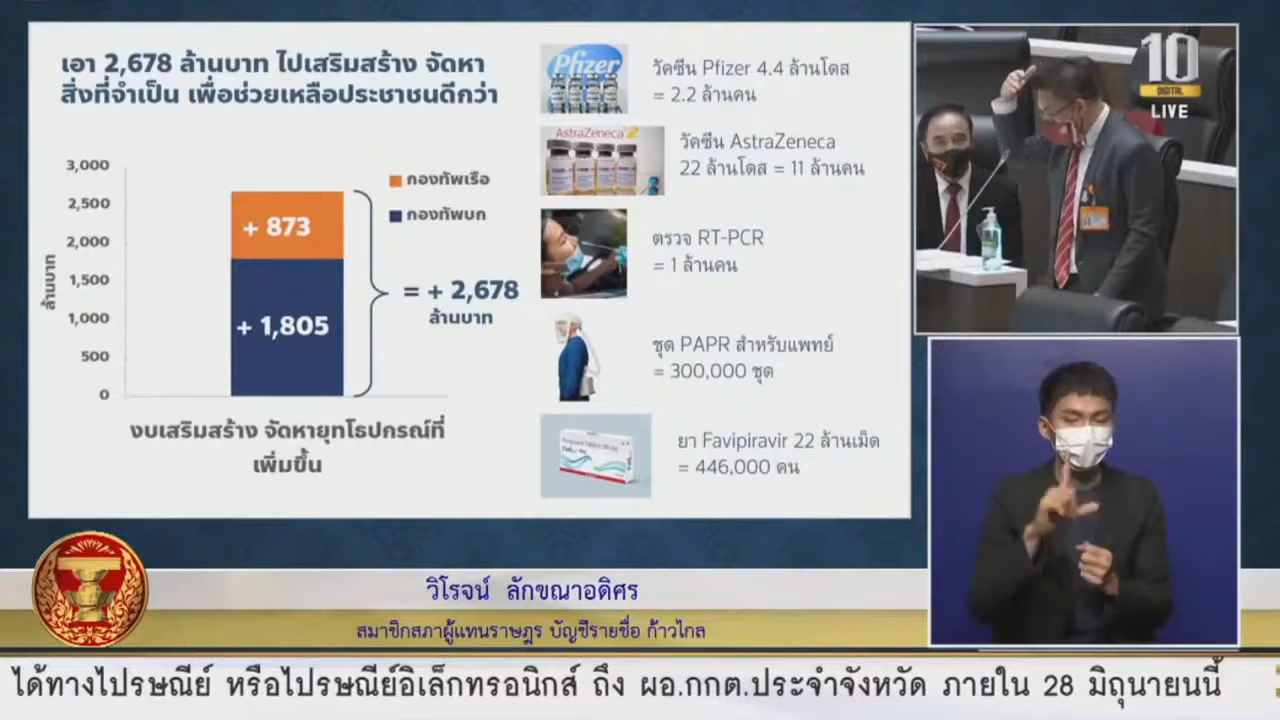 เอา 2,678 ล้านบาท ไปเสริมสร้าง จัดหา
สิ่งที่จำเป็น เพื่อช่วยเหลือประชาชนดีกว่า
3,000
2,500
2,000
1,500
1,000
500
0
ล้านบาท
กองทัพเรือ
กองทัพบก
+ 873
+ 1,805
= + 2,678
ล้านบาท
งบเสริมสร้าง จัดหายุทโธปกรณ์ที่
เพิ่มขึ้น
Pfizer
วัคซีน Pfizer 4.4 ล้านโดส
= 2.2 ล้านคน
AstraZeneca
วัคซีน AstraZeneca
22 ล้านโดส = 11 ล้านคน
ตรวจ RT-PCR
= 1 ล้านคน
ชุด PAPR สำหรับแพทย์
= 300,000 ชุด
ยา Favipiravir 22 ล้านเม็ด
= 446,000 คน
10
DIGITAL
LIVE
วิโรจน์ ลักขณาอดิศร
สมาชิกสภาผู้แทนราษฎร บัญชีรายชื่อ ก้าวไกล
ได้ทางไปรษณีย์ หรือไปรษณีย์อิเล็กทรอนิกส์ ถึง ผอ.กกต.ประจำจังหวัด ภายใน 28 มิถุนายนนี้